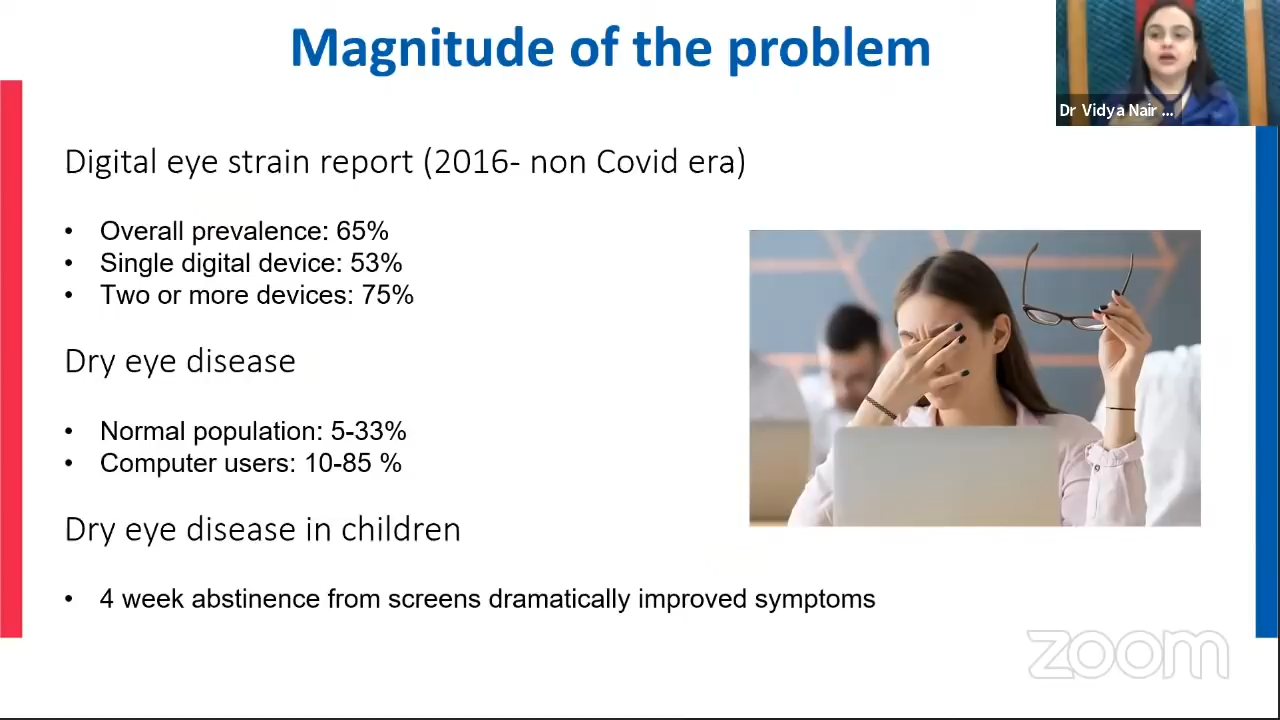 Magnitude of the problem
Dr Vidya Nair ...
Digital eye strain report (2016- non Covid era)
• Overall prevalence: 65%
• Single digital device: 53%
• Two or more devices: 75%
Dry eye disease
• Normal population: 5-33%
• Computer users: 10-85 %
Dry eye disease in children
• 4 week abstinence from screens dramatically improved symptoms
zoom